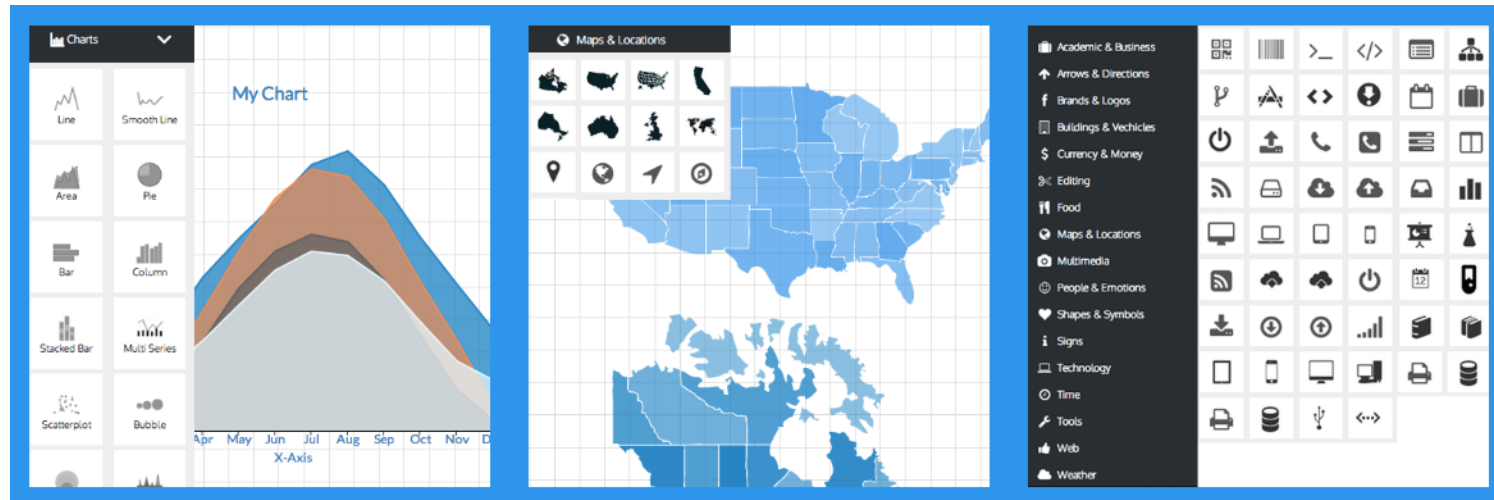 Charts
Line
Smooth Line
Area
Pie
Bar
Column
Stacked Bar
Multi Series
Scatterplot
Bubble
My Chart
Apr May Jun Jul Aug Sep Oct Nov D
X-Axis
Maps & Locations
Academic & Business
Arrows & Directions
Brands & Logos
Buildings & Vechicles
Currency & Money
Editing
Food
Maps & Locations
Multimedia
People & Emotions
Shapes & Symbols
Signs
Technology
Time
Tools
Web
Weather
12